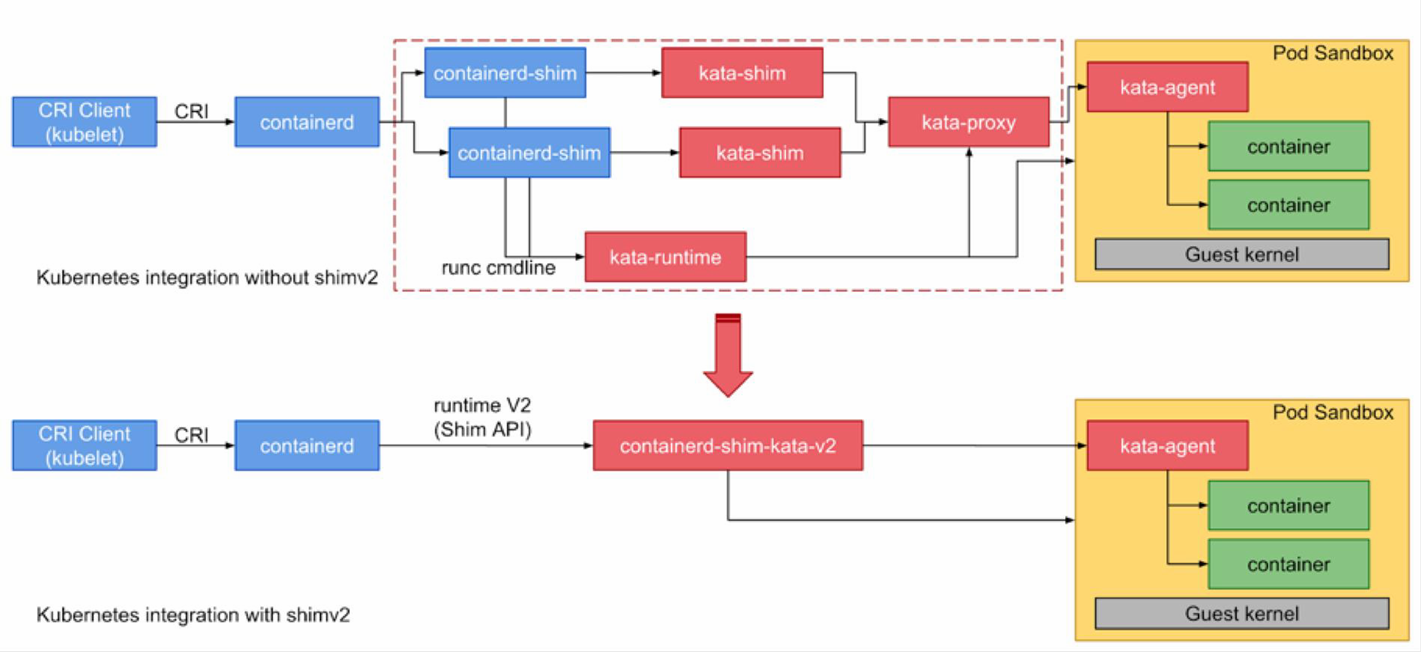 Pod Sandbox
containerd-shim
kata-shim
kata-agent
CRI Client
(kubelet)
CRI
containerd
kata-proxy
container
containerd-shim
kata-shim
container
kata-runtime
Guest kernel
runc cmdline
Kubernetes integration without shimv2
runtime V2
(Shim API)
Pod Sandbox
CRI Client
(kubelet)
CRI
containerd
containerd-shim-kata-v2
kata-agent
container
container
Guest kernel
Kubernetes integration with shimv2